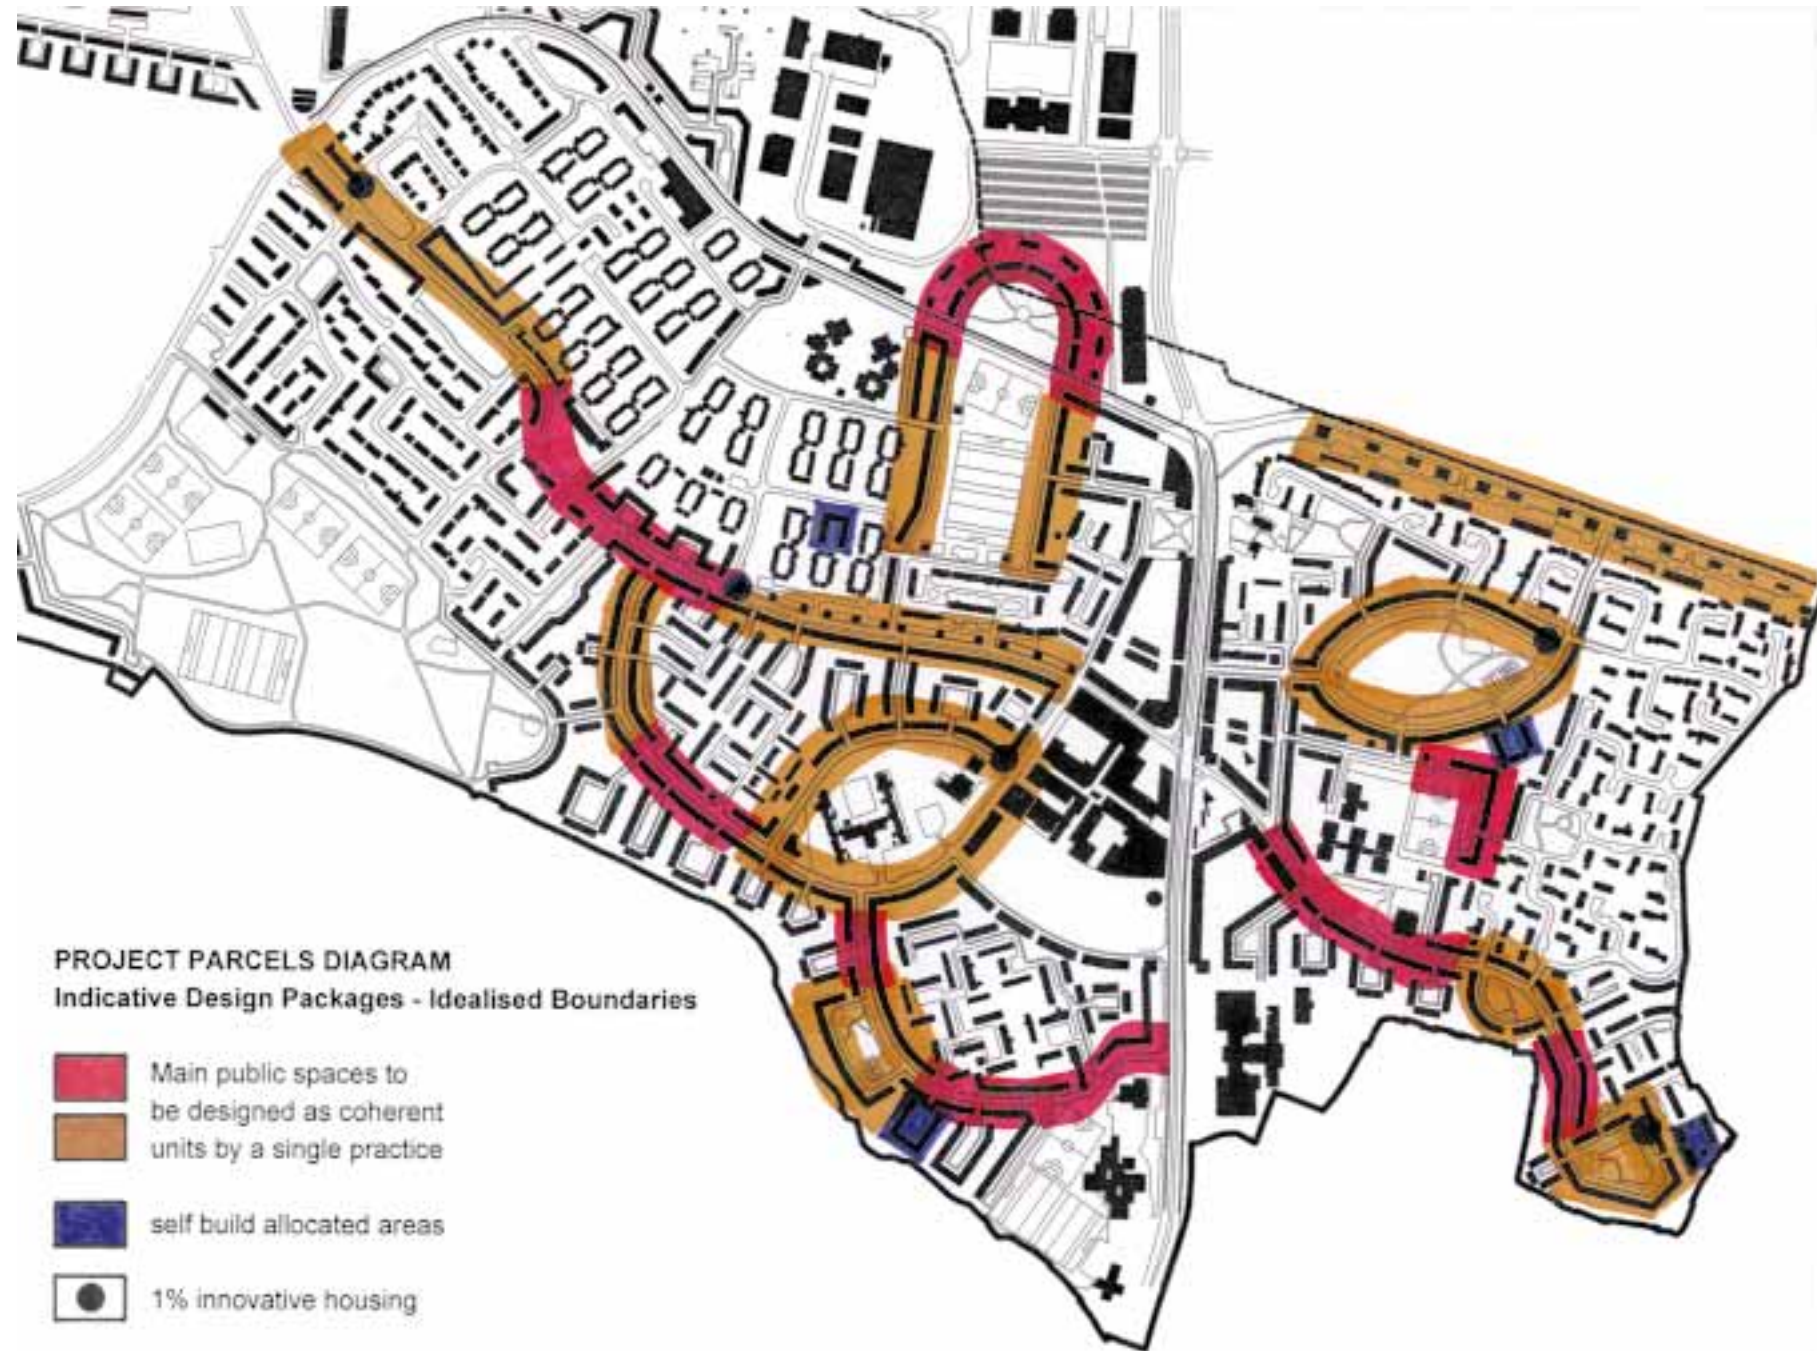 PROJECT PARCELS DIAGRAM
Indicative Design Packages - Idealised Boundaries
Main public spaces to
be designed as coherent
units by a single practice
self build allocated areas
1% innovative housing